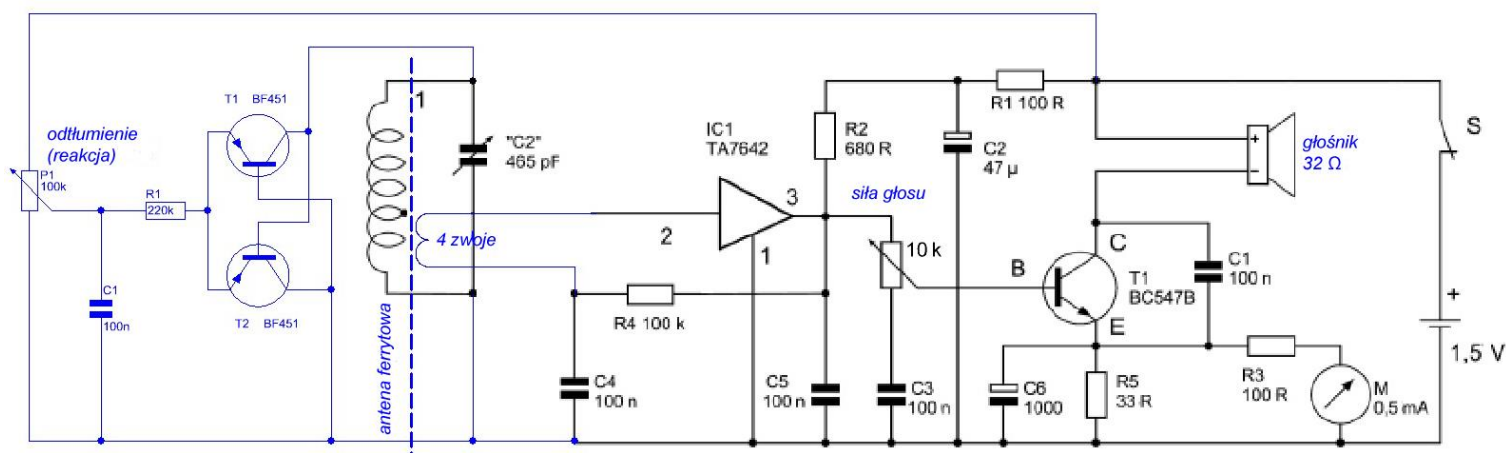 odtłumienie
(reakcja)
P1
100k
R1
220k
C1
100n
T1 BF451
T2 BF451
antena ferrytowa
1
"C2"
465 pF
4 zwoje
2
R4 100 k
C4
100 n
IC1
TA7642
3
1
R2
680 R
C5
100 n
siła głosu
10 k
C3
100 n
C2
47 µ
R1 100 R
B
C
E
T1
BC547B
C1
100 n
C6
1000
R5
33 R
R3
100 R
M
0,5 mA
głośnik
32 Ω
S
+
-
+
1,5 V